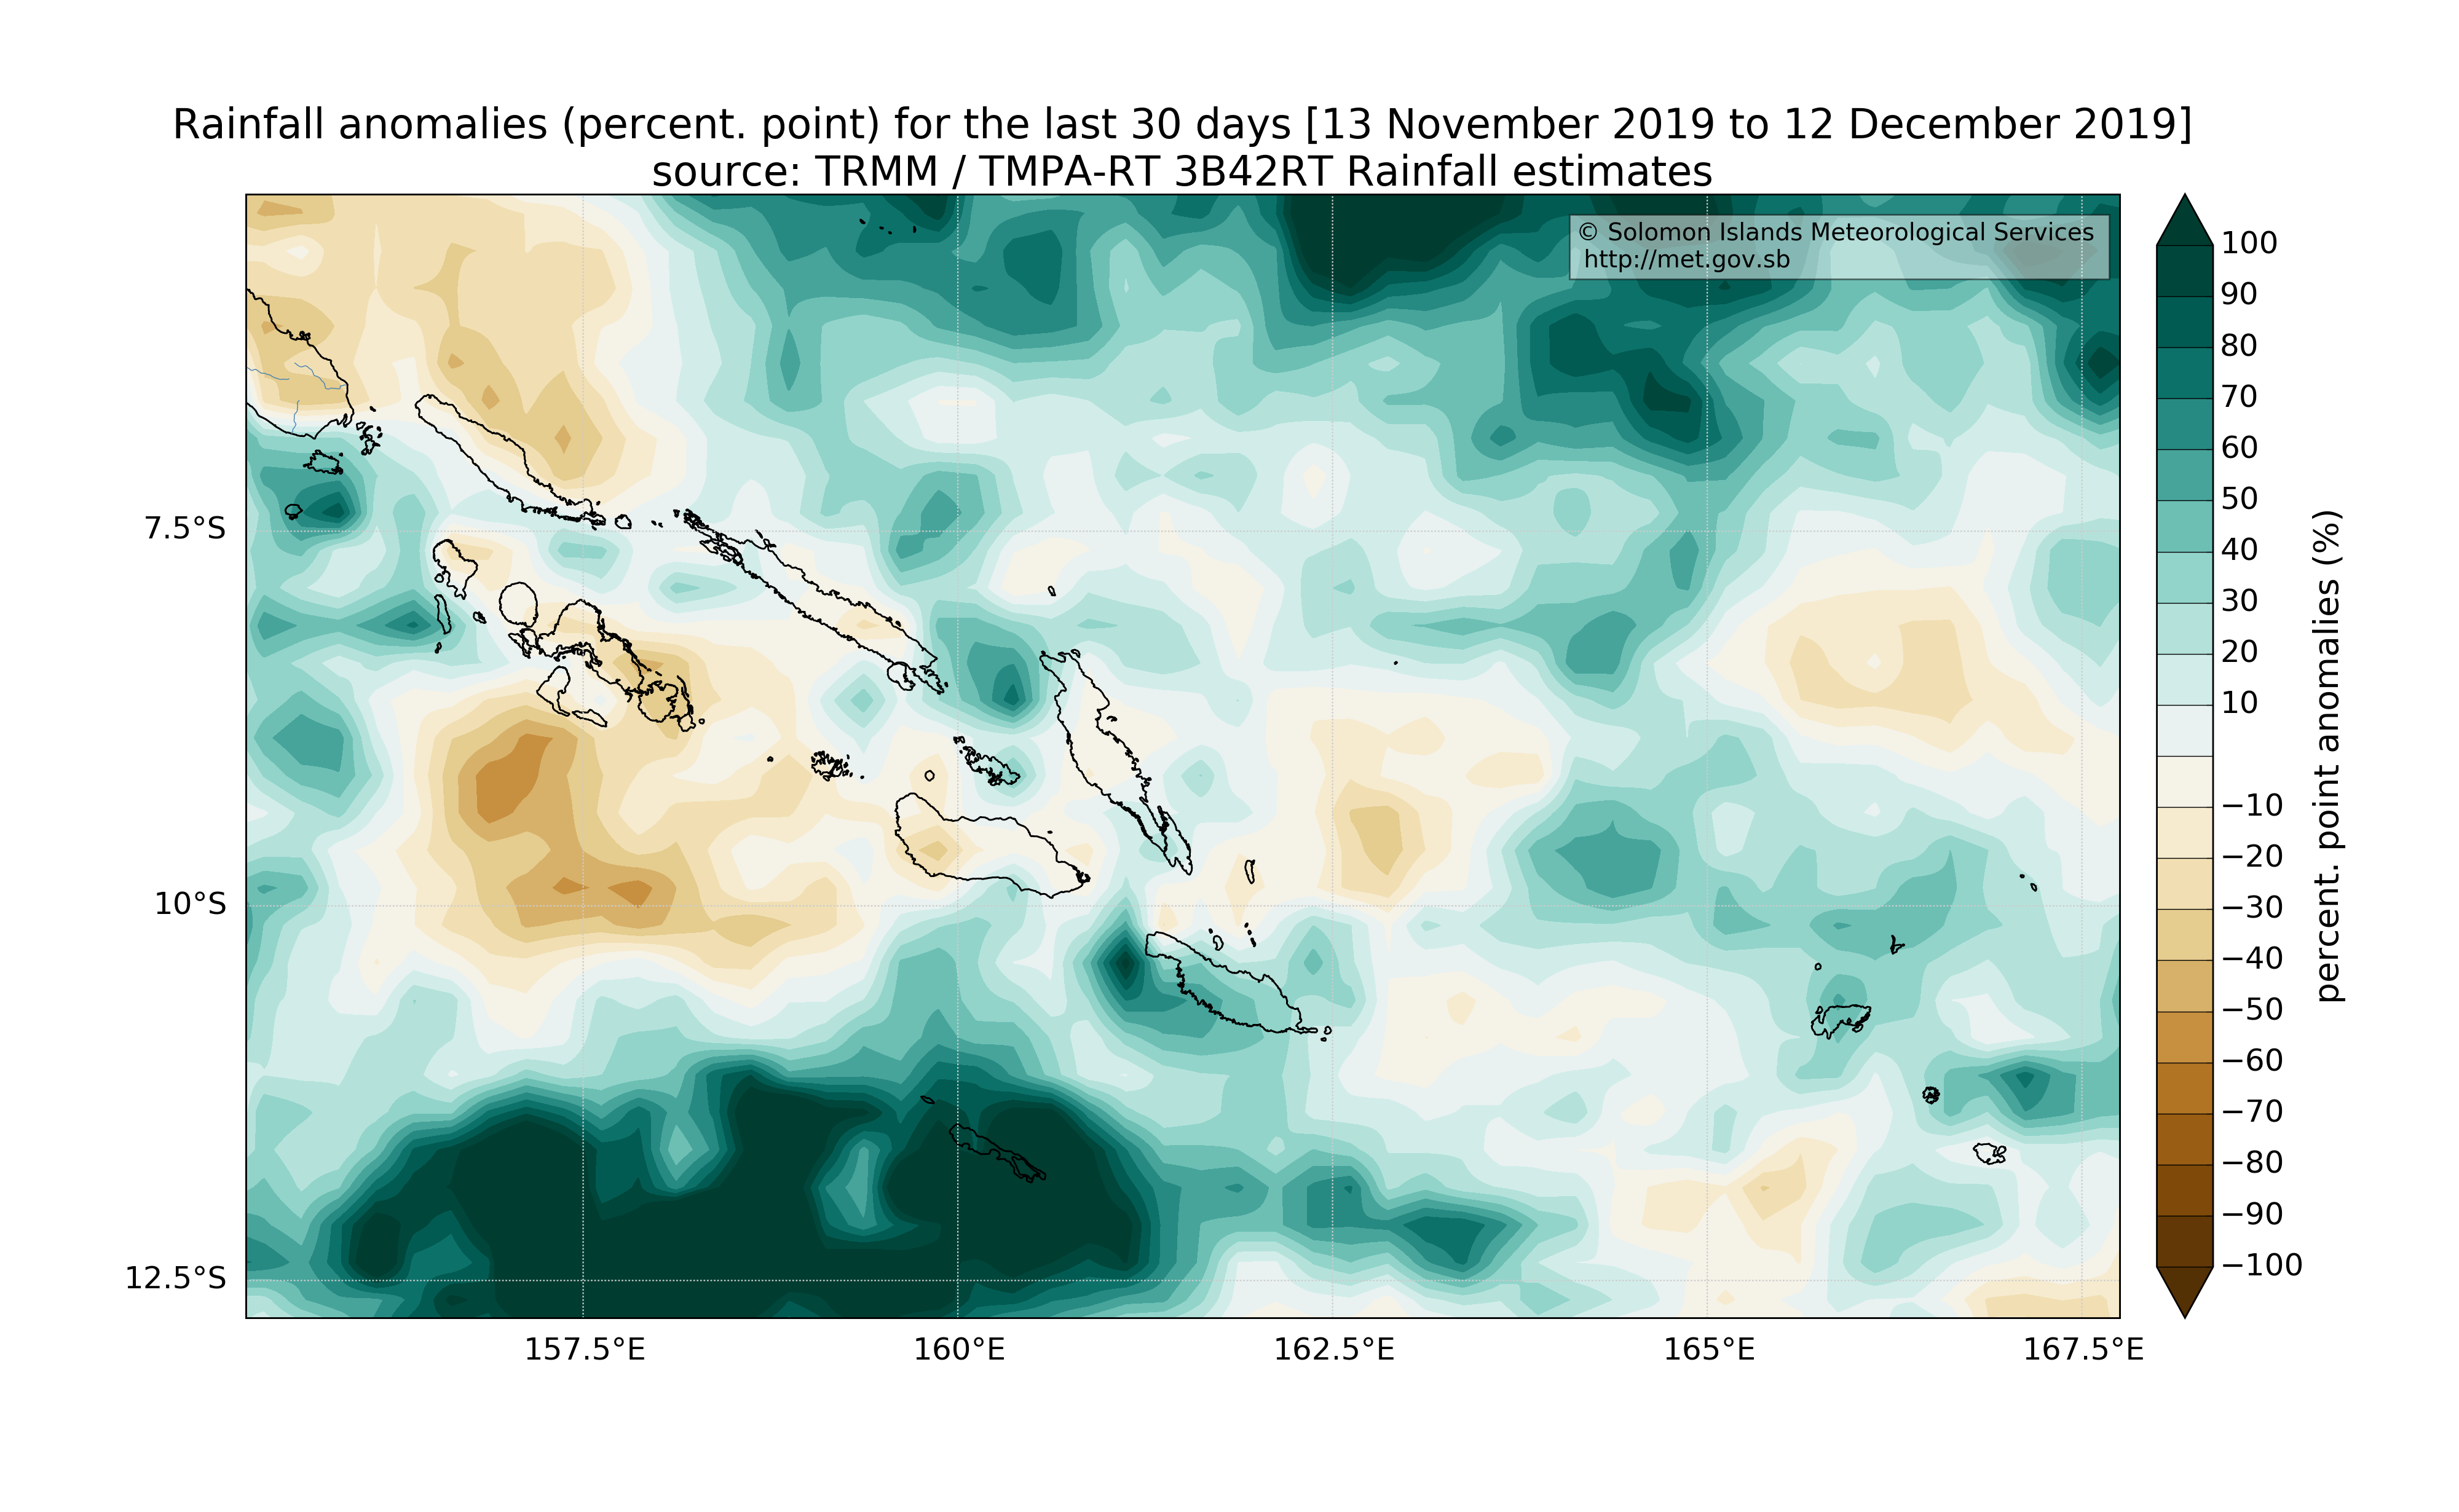 Rainfall anomalies (percent. point) for the last 30 days [13 November 2019 to 12 December 2019]
source: TRMM / TMPA-RT 3B42RT Rainfall estimates
© Solomon Islands Meteorological Services
http://met.gov.sb
7.5°S
10°S
12.5°S
157.5°E
160°E
162.5°E
165°E
167.5°E
100
90
80
70
60
50
40
30
20
10
−10
−20
−30
−40
−50
−60
−70
−80
−90
−100
percent. point anomalies (%)